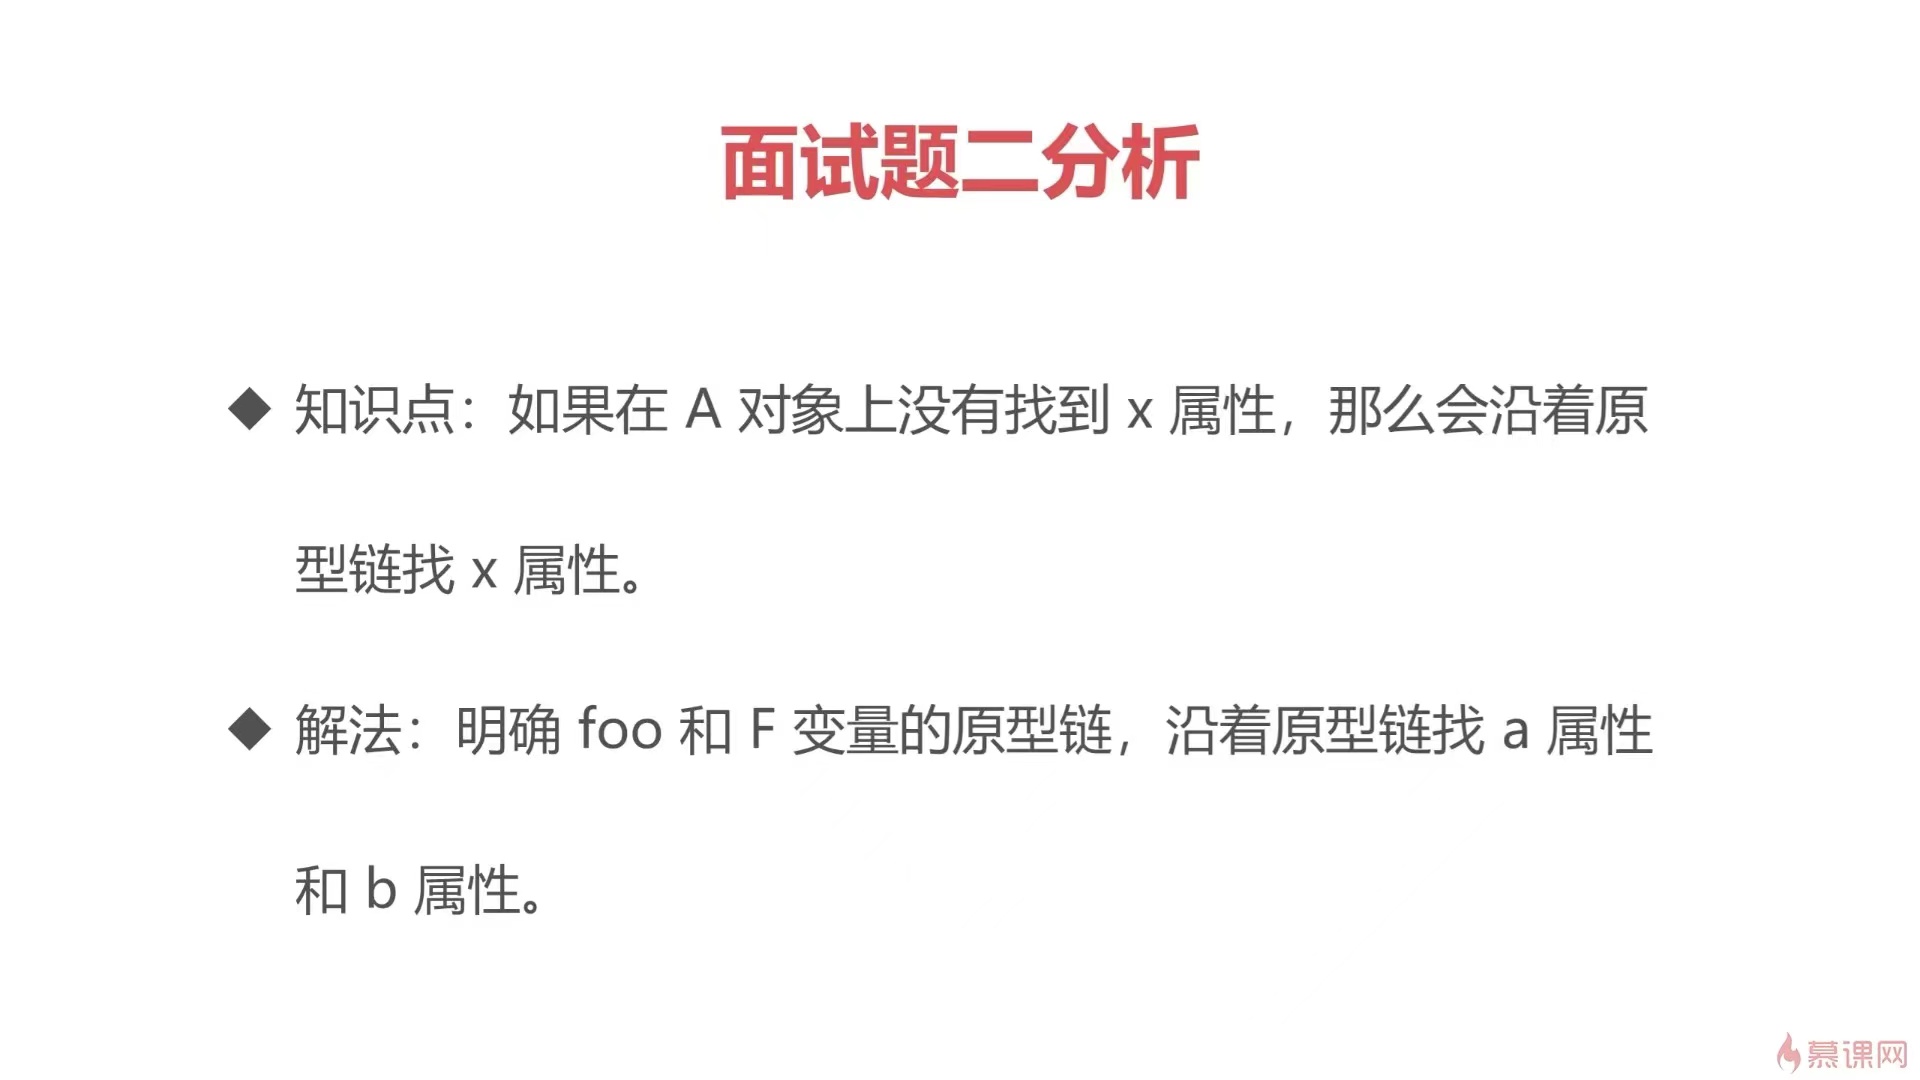 面试题二分析
◆ 知识点：如果在 A 对象上没有找到 x 属性，那么会沿着原
型链找 x 属性。
◆ 解法：明确 foo 和 F 变量的原型链，沿着原型链找 a 属性
和 b 属性。
慕课网